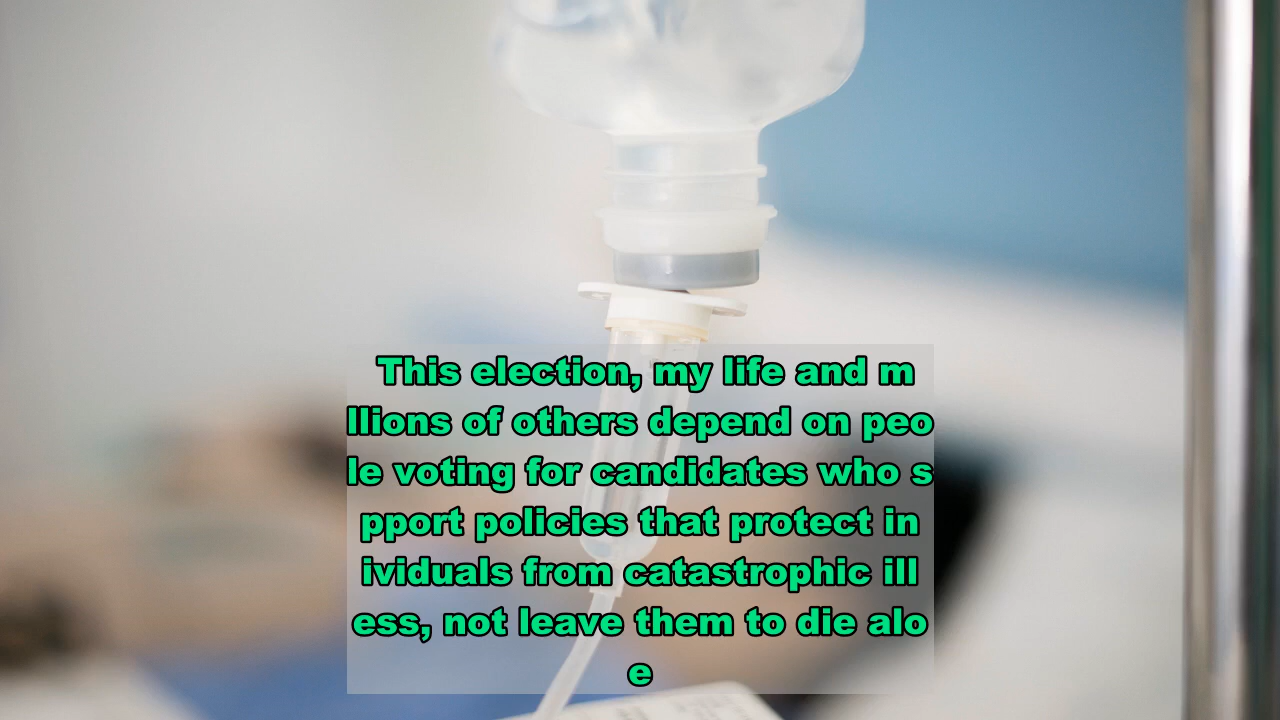 This election, my life and m
llions of others depend on peo
le voting for candidates who s
pport policies that protect in
ividuals from catastrophic ill
ess, not leave them to die alo
e